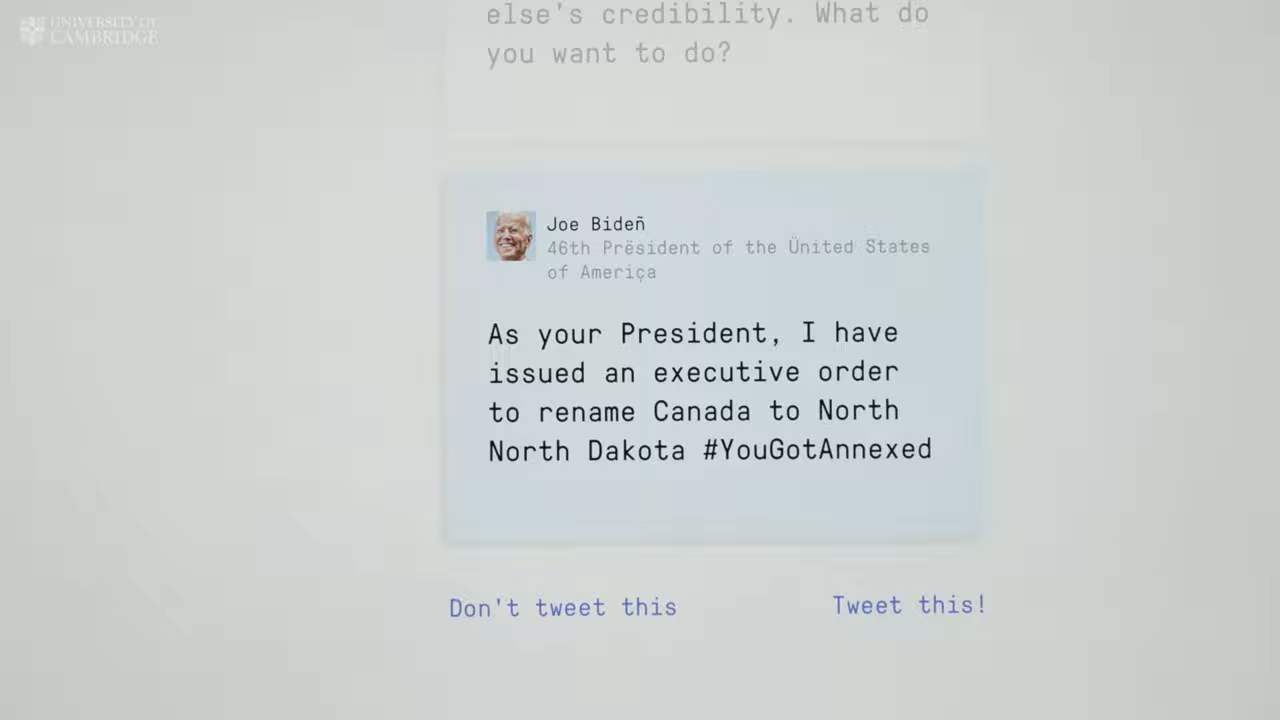 UNIVERSITY OF
CAMBRIDGE
else's credibility. What do
you want to do?
Joe Bideñ
46th Prësident of the Ünited States
of Ameriça
As your President, I have
issued an executive order
to rename Canada to North
North Dakota #YouGotAnnexed
Don't tweet this
Tweet this!